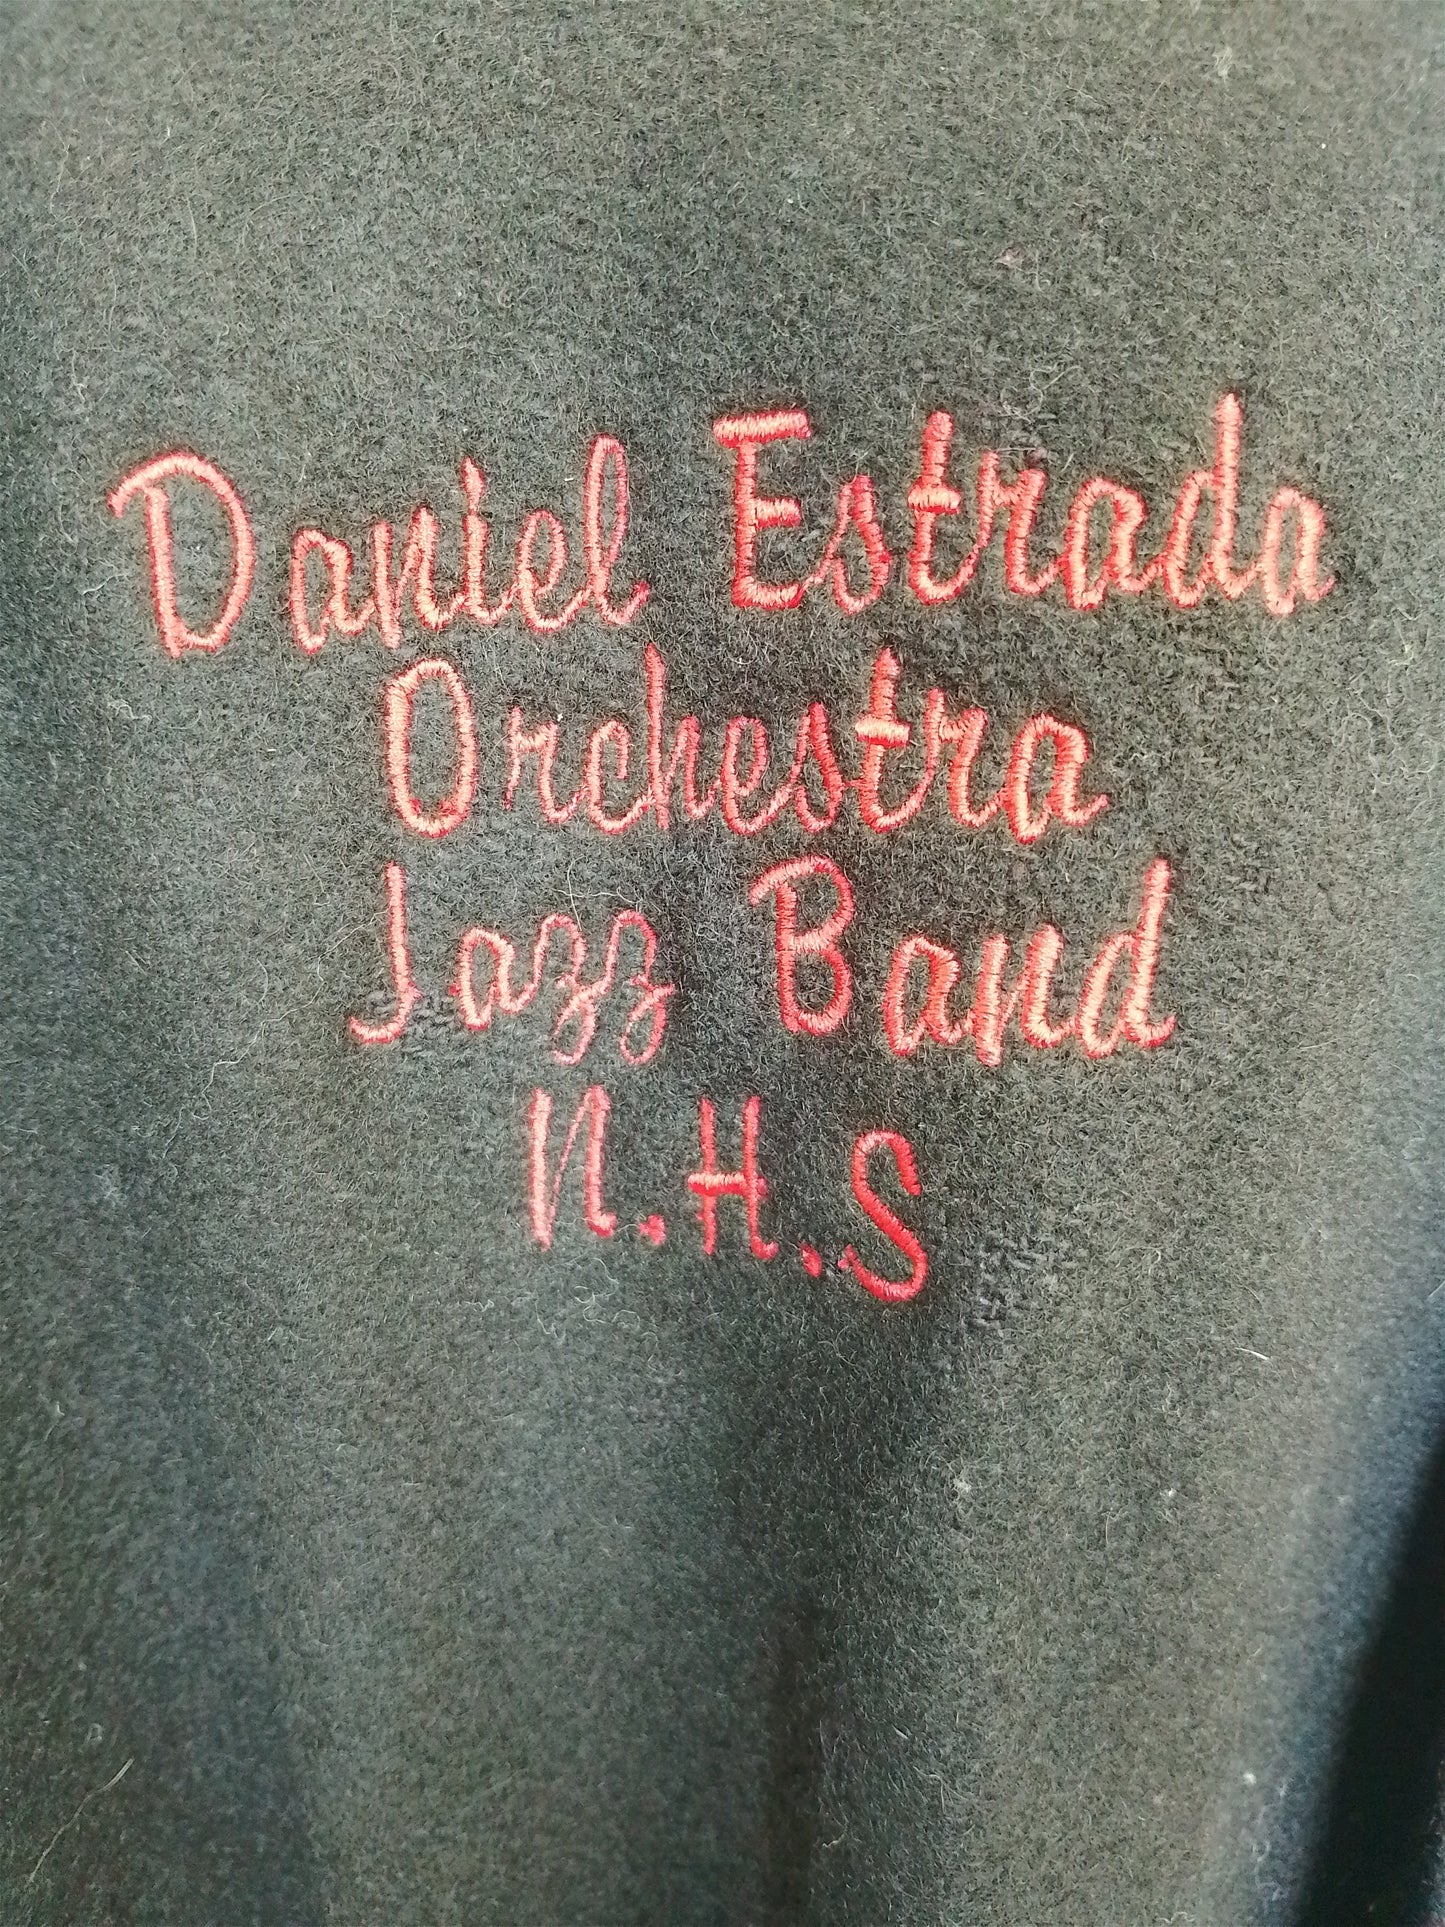 Daniel Estrada
Orchestra
Jazz Band
N.H.S